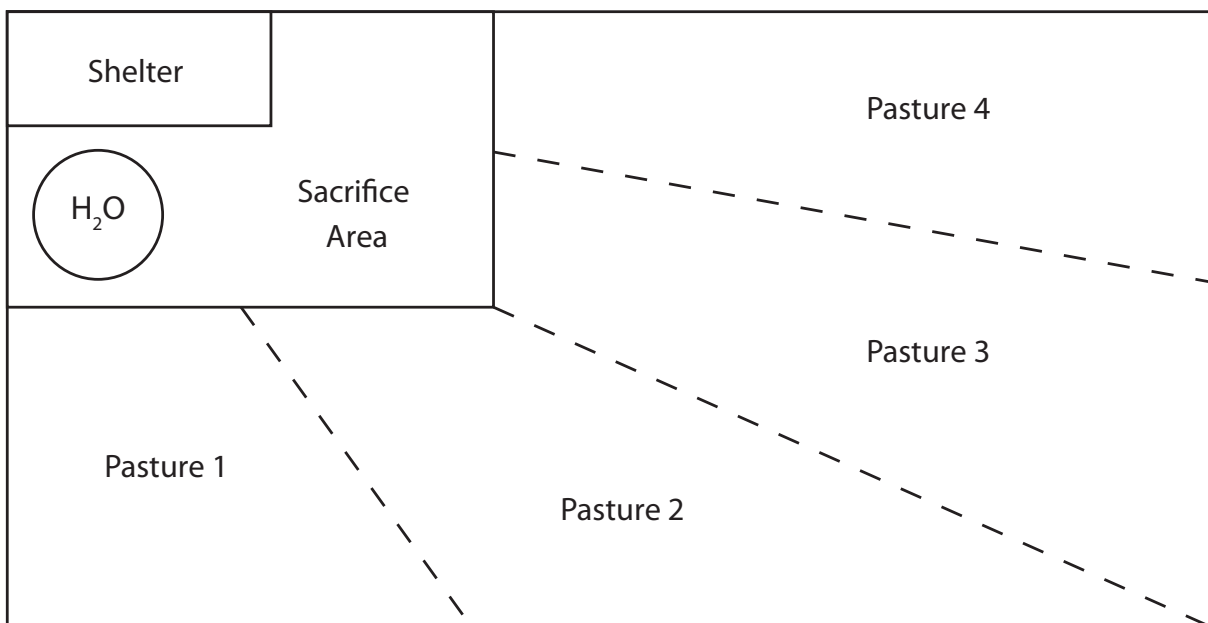 Shelter
Pasture 4
H₂O
Sacrifice
Area
Pasture 3
Pasture 1
Pasture 2